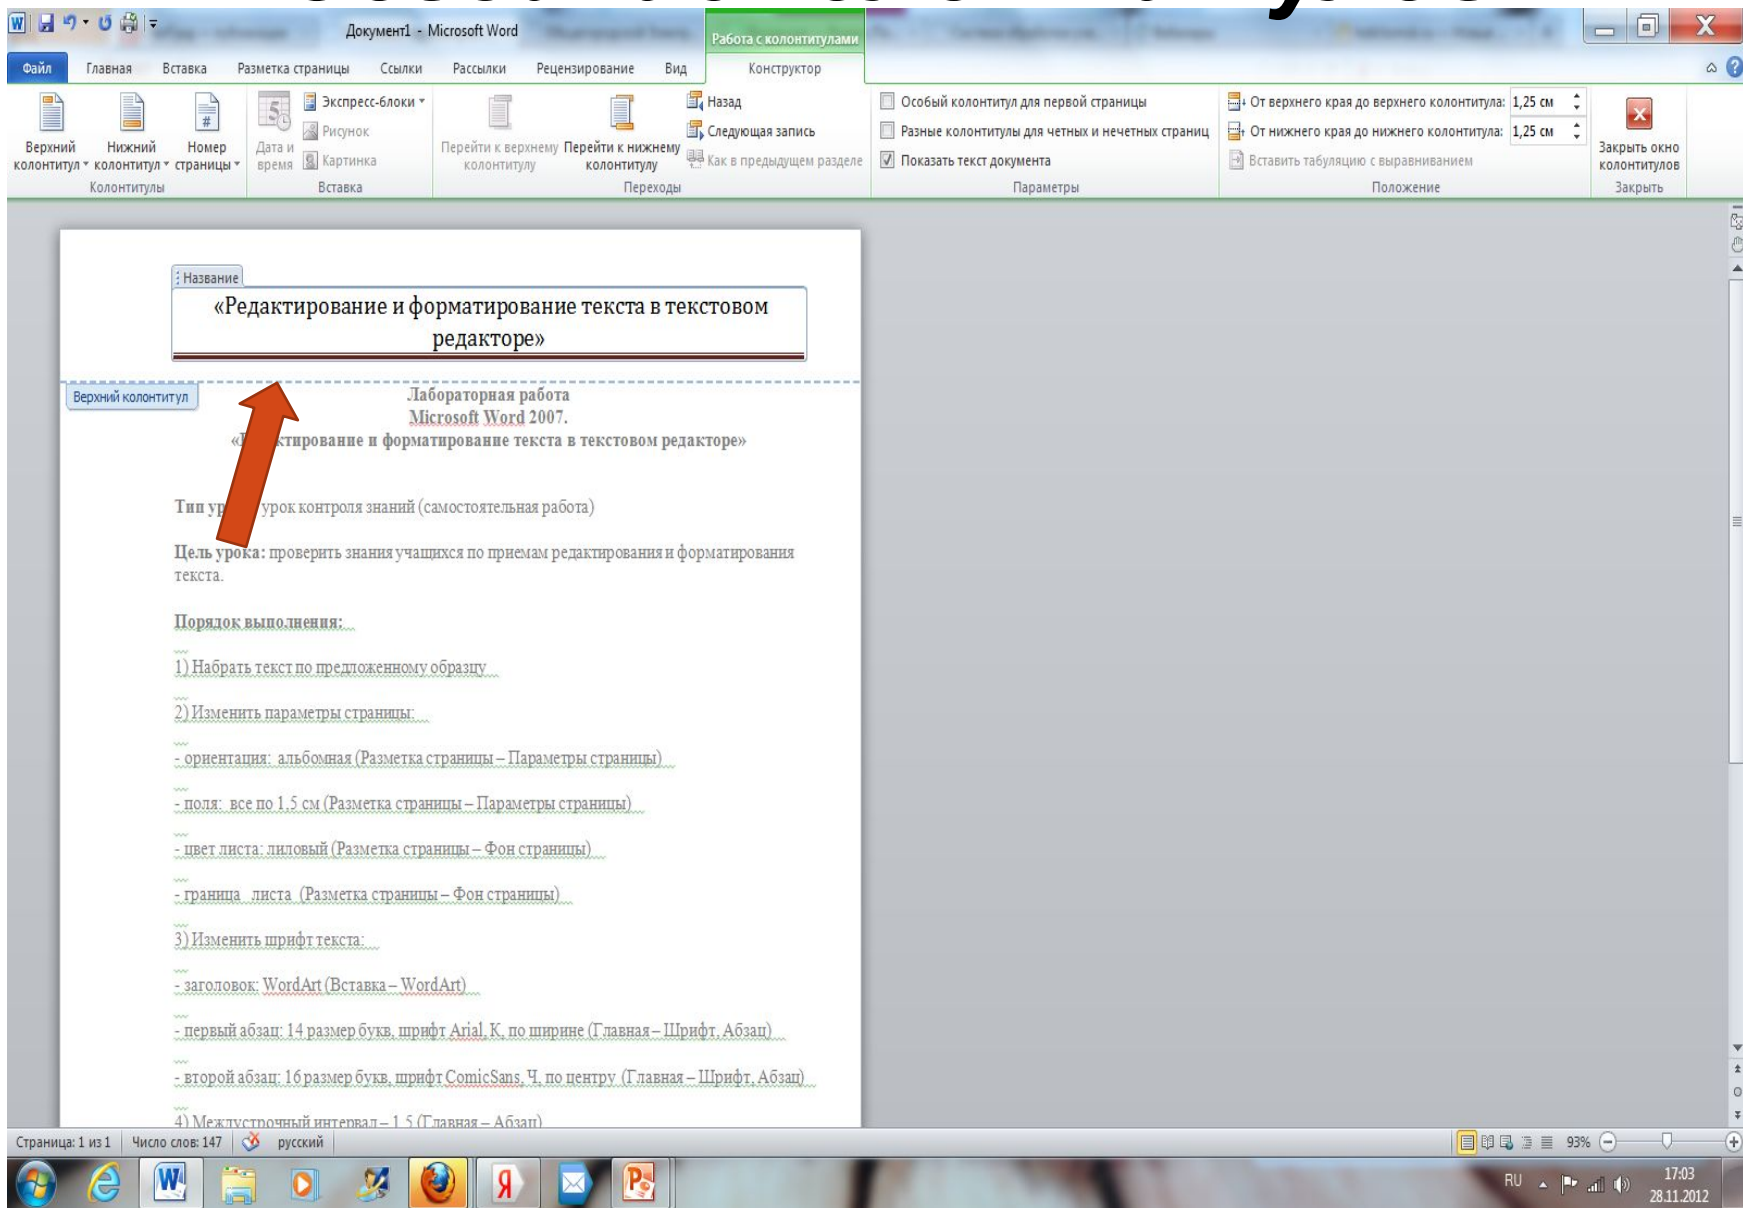 Документ1 - Microsoft Word
Работа с колонтитулами
Файл Главная Вставка Разметка страницы Ссылки Рассылки Рецензирование Вид Конструктор
Верхний колонтитул
Нижний колонтитул
Номер страницы
Колонтитулы
Дата и время
Экспресс-блоки
Рисунок
Картинка
Вставка
Перейти к верхнему колонтитулу
Перейти к нижнему колонтитулу
Назад
Следующая запись
Как в предыдущем разделе
Переходы
Особый колонтитул для первой страницы
Разные колонтитулы для четных и нечетных страниц
Показать текст документа
Параметры
От верхнего края до верхнего колонтитула: 1,25 см
От нижнего края до нижнего колонтитула: 1,25 см
Вставить табуляцию с выравниванием
Положение
Закрыть окно колонтитулов
Закрыть
Название
«Редактирование и форматирование текста в текстовом
редакторе»
Верхний колонтитул
Лабораторная работа
Microsoft Word 2007.
и форматирование текста в текстовом редакторе»
Тип урок контроля знаний (самостоятельная работа)
Цель урока: проверить знания учащихся по приемам редактирования и форматирования
текста.
Порядок выполнения:
1) Набрать текст по предложенному образцу
2) Изменить параметры страницы:
- ориентация: альбомная (Разметка страницы – Параметры страницы)
- поля: все по 1,5 см (Разметка страницы – Параметры страницы)
- цвет листа: лиловый (Разметка страницы – Фон страницы)
- граница листа (Разметка страницы – Фон страницы)
3) Изменить шрифт текста:
- заголовок: WordArt (Вставка – WordArt)
- первый абзац: 14 размер букв, шрифт Arial, К, по ширине (Главная – Шрифт, Абзац)
- второй абзац: 16 размер букв, шрифт ComicSans, Ч, по центру (Главная – Шрифт, Абзац)
4) Междустрочный интервал – 1,5 (Главная – Абзац)
Страница: 1 из 1 Число слов: 147 русский 93%
RU 17:03
28.11.2012